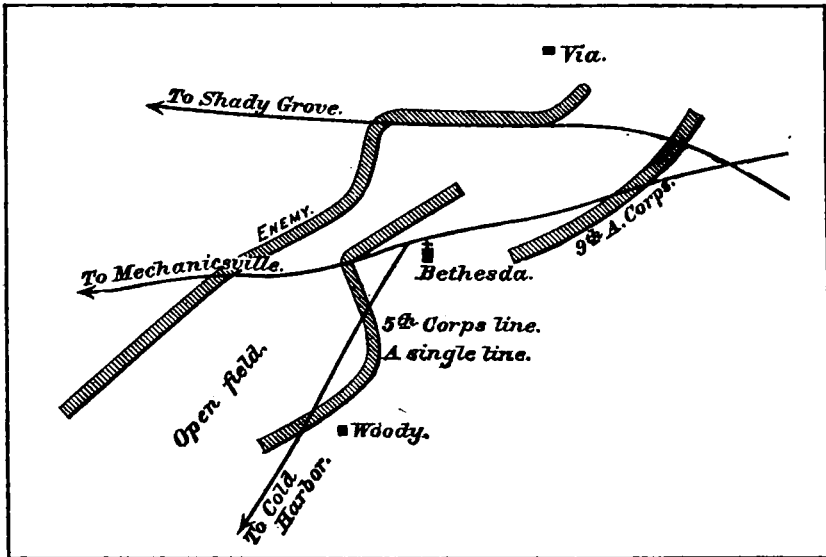 Via.
To Shady Grove.
ENEMY.
9th A. Corps.
To Mechanicsville.
Bethesda.
5th Corps line.
A single line.
Open field.
Woody.
To Cold
Harbor.